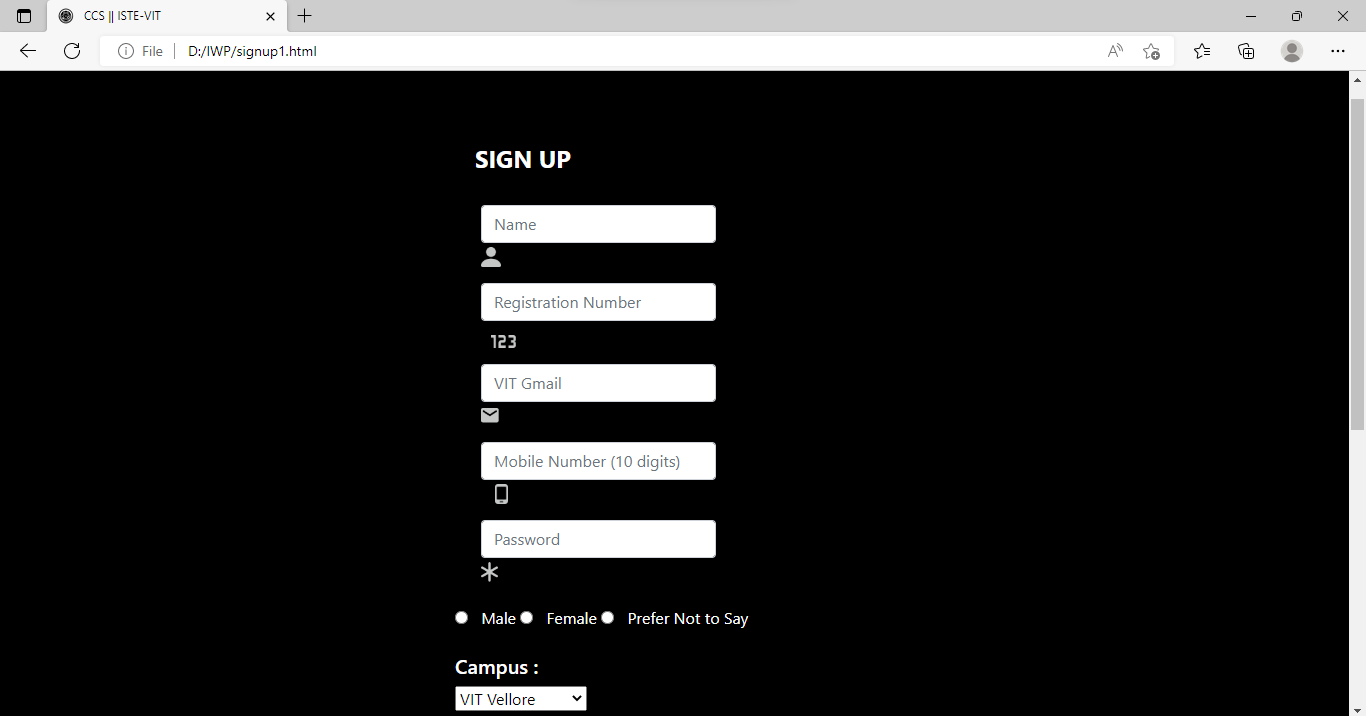 CCS || ISTE-VIT
File D:/IWP/signup1.html
SIGN UP
Name
Registration Number
123
VIT Gmail
Mobile Number (10 digits)
Password
Male Female Prefer Not to Say
Campus :
VIT Vellore